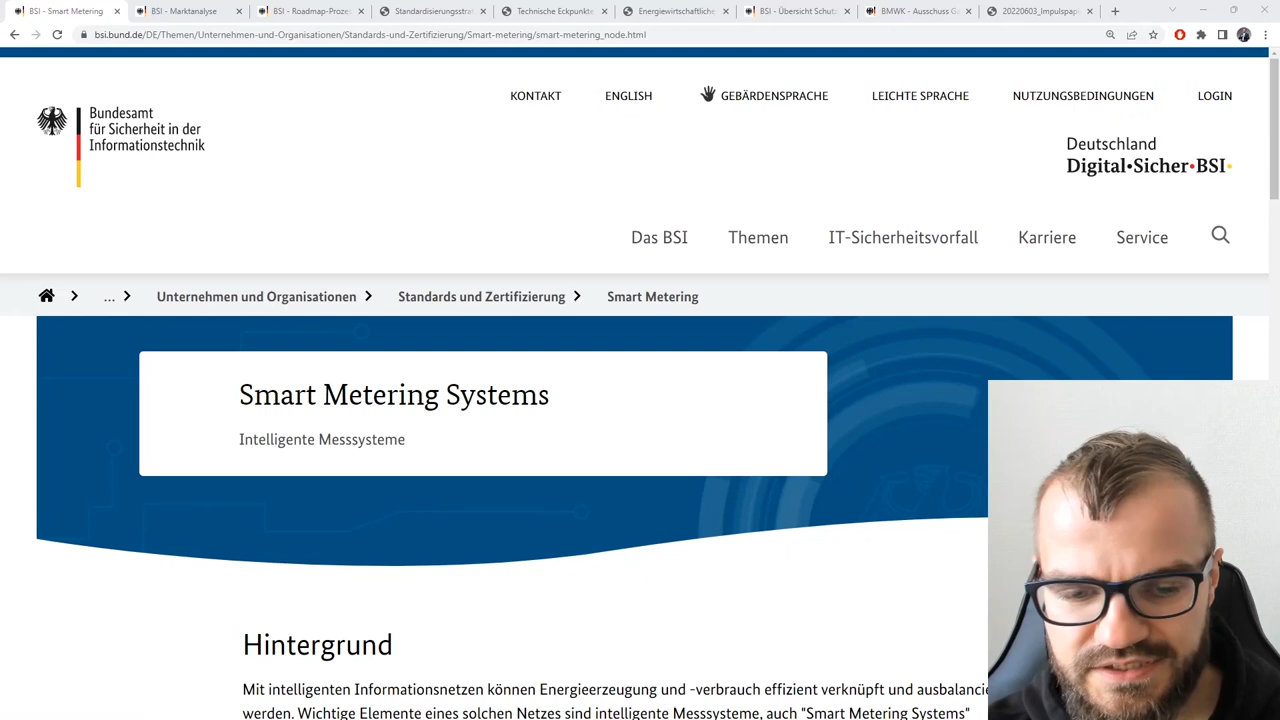 BSI - Smart Metering
BSI - Marktanalyse
BSI - Roadmap-Proze
Standardisierungsstra
Technische Eckpunkte
Energiewirtschaftliche
BSI - Übersicht Schutz
BMWK - Ausschuss G
20220603_Impulspap
bsi.bund.de/DE/Themen/Unternehmen-und-Organisationen/Standards-und-Zertifizierung/Smart-metering/smart-metering_node.html
KONTAKT
ENGLISH
GEBÄRDENSPRACHE
LEICHTE SPRACHE
NUTZUNGSBEDINGUNGEN
LOGIN
Bundesamt
für Sicherheit in der
Informationstechnik
Deutschland
Digital•Sicher•BSI•
Das BSI
Themen
IT-Sicherheitsvorfall
Karriere
Service
... Unternehmen und Organisationen Standards und Zertifizierung Smart Metering
Smart Metering Systems
Intelligente Messsysteme
Hintergrund
Mit intelligenten Informationsnetzen können Energieerzeugung und -verbrauch effizient verknüpft und ausbalancie
werden. Wichtige Elemente eines solchen Netzes sind intelligente Messsysteme, auch "Smart Metering Systems"